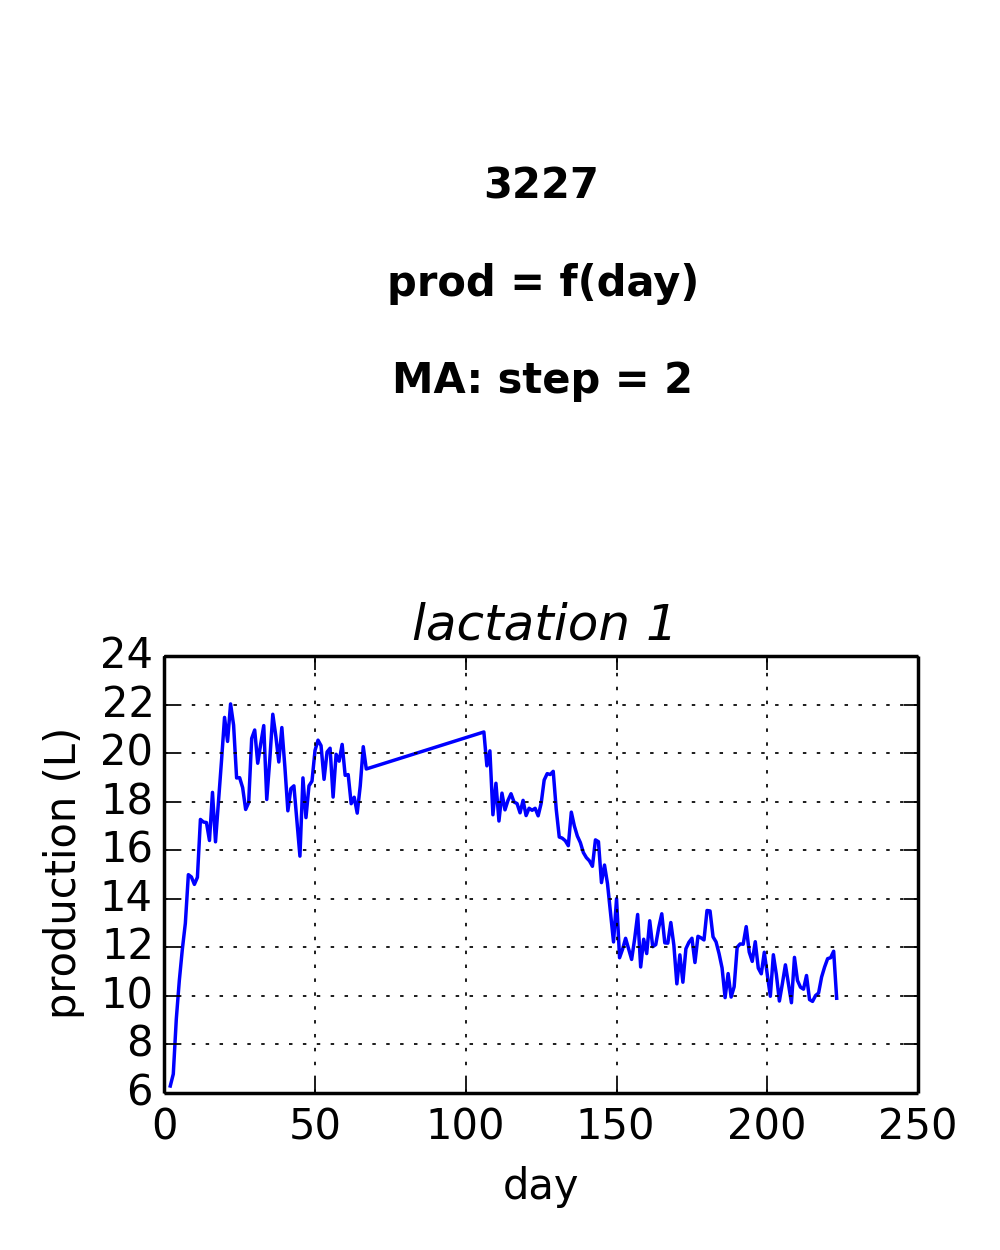 3227
prod = f(day)
MA: step = 2
lactation 1
24
22
20
18
16
14
12
10
8
6
production (L)
0 50 100 150 200 250
day